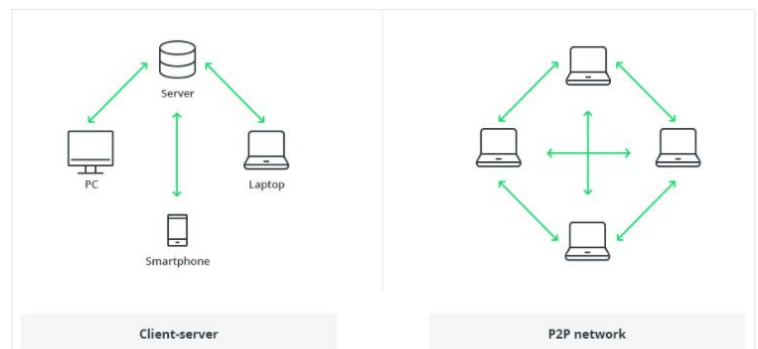 Server
PC
Laptop
Smartphone
Client-server
P2P network